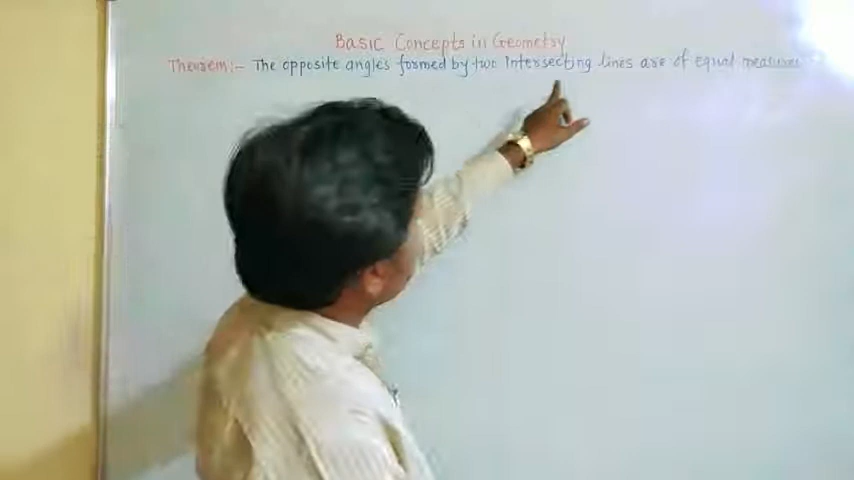 Basic Concepts in Geometry
Theorem:- The opposite angles formed by two Intersecting lines are of equal measures